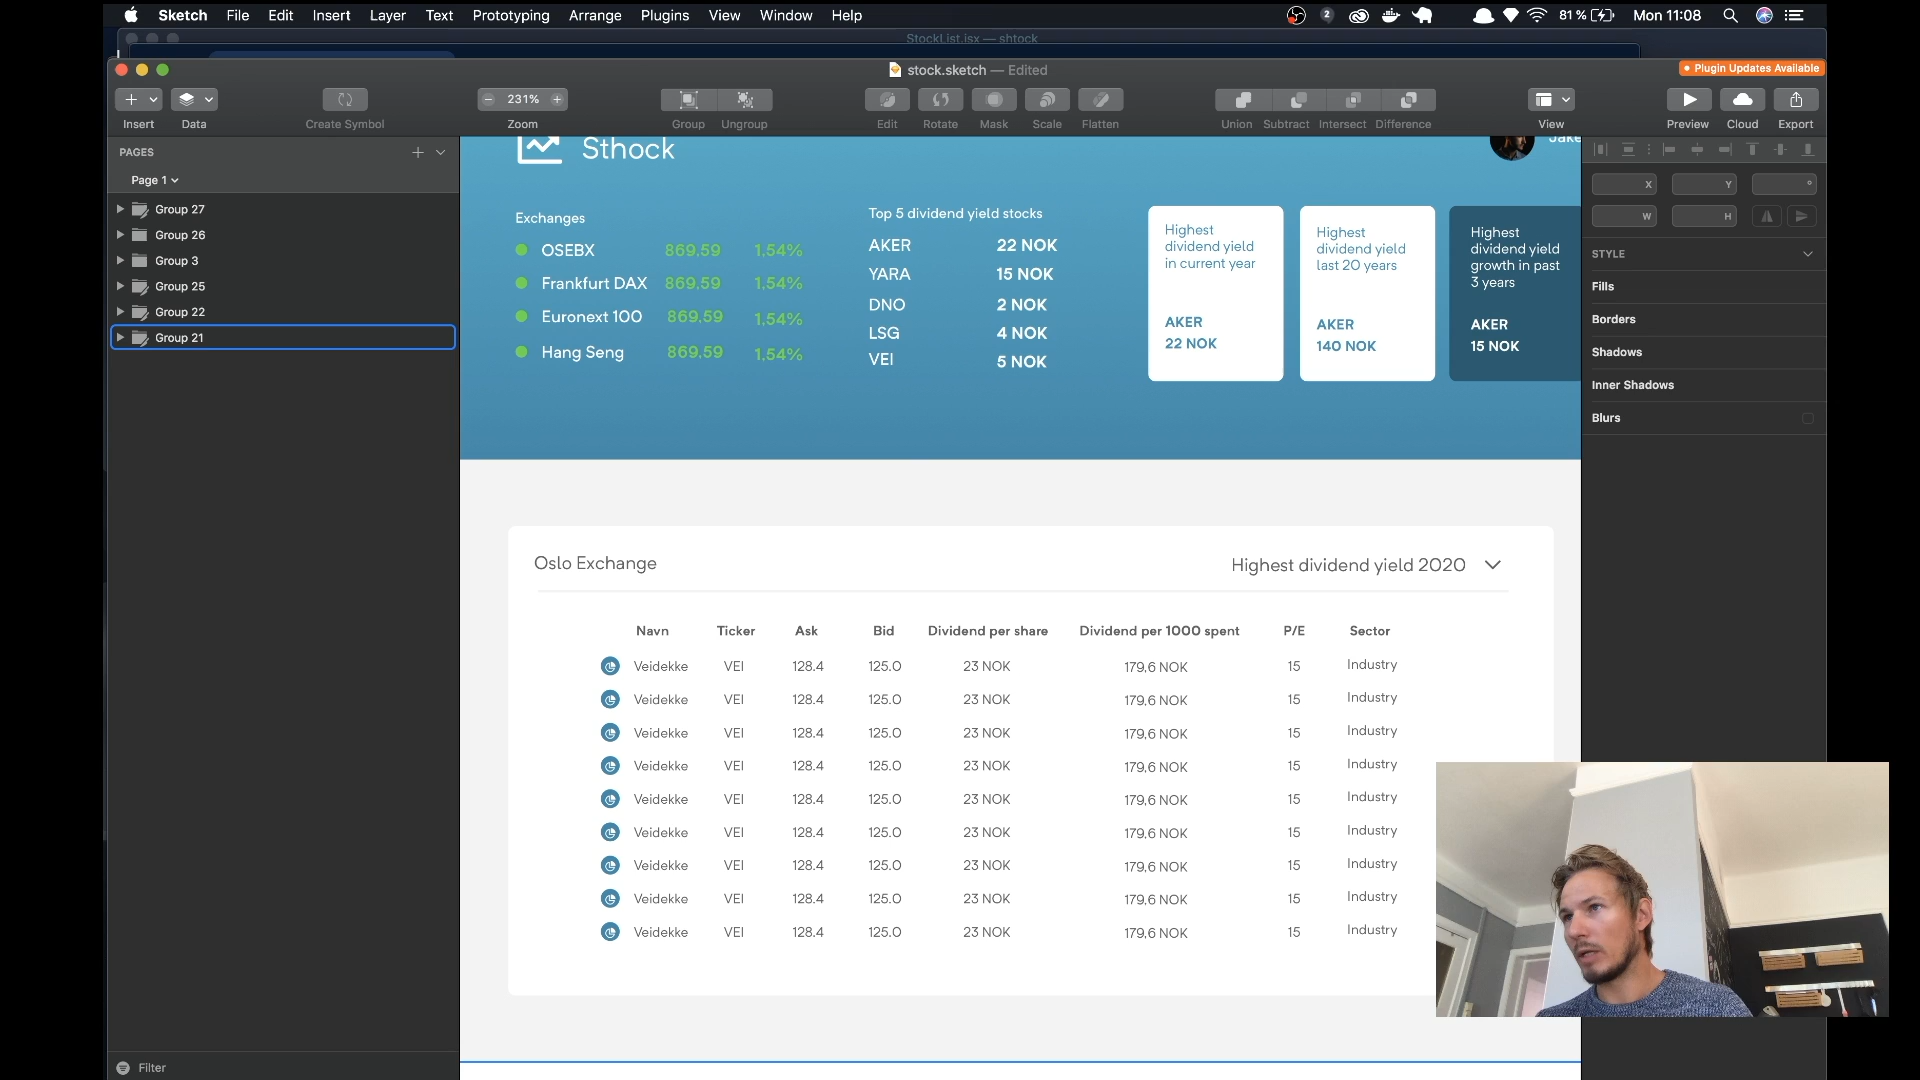 Sketch File Edit Insert Layer Text Prototyping Arrange Plugins View Window Help 2 81 % Mon 11:08
StockList.jsx — shtock
stock.sketch — Edited
Plugin Updates Available
231%
Insert Data Create Symbol Zoom Group Ungroup Edit Rotate Mask Scale Flatten Union Subtract Intersect Difference View Preview Cloud Export
PAGES
Page 1
Group 27
Group 26
Group 3
Group 25
Group 22
Group 21
Filter
Sthock
Jake
Exchanges
OSEBX 869.59 1.54%
Frankfurt DAX 869.59 1.54%
Euronext 100 869.59 1.54%
Hang Seng 869.59 1.54%
Top 5 dividend yield stocks
AKER 22 NOK
YARA 15 NOK
DNO 2 NOK
LSG 4 NOK
VEI 5 NOK
Highest
dividend yield
in current year
AKER
22 NOK
Highest
dividend yield
last 20 years
AKER
140 NOK
Highest
dividend yield
growth in past
3 years
AKER
15 NOK
Oslo Exchange
Highest dividend yield 2020
Navn Ticker Ask Bid Dividend per share Dividend per 1000 spent P/E Sector
Veidekke VEI 128.4 125.0 23 NOK 179,6 NOK 15 Industry
Veidekke VEI 128.4 125.0 23 NOK 179,6 NOK 15 Industry
Veidekke VEI 128.4 125.0 23 NOK 179,6 NOK 15 Industry
Veidekke VEI 128.4 125.0 23 NOK 179,6 NOK 15 Industry
Veidekke VEI 128.4 125.0 23 NOK 179,6 NOK 15 Industry
Veidekke VEI 128.4 125.0 23 NOK 179,6 NOK 15 Industry
Veidekke VEI 128.4 125.0 23 NOK 179,6 NOK 15 Industry
Veidekke VEI 128.4 125.0 23 NOK 179,6 NOK 15 Industry
Veidekke VEI 128.4 125.0 23 NOK 179,6 NOK 15 Industry
X Y °
W H
STYLE
Fills
Borders
Shadows
Inner Shadows
Blurs